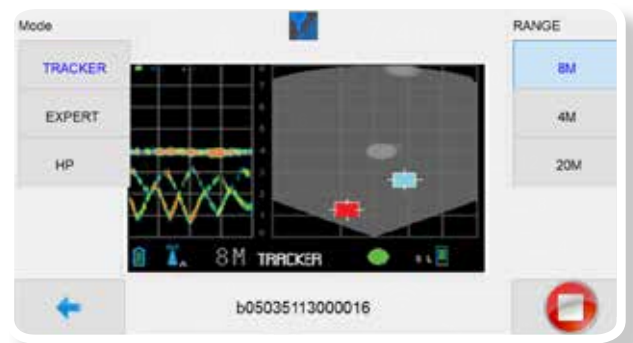 Mode
RANGE
TRACKER
8M
EXPERT
4M
HP
20M
8M TRACKER
b05035113000016